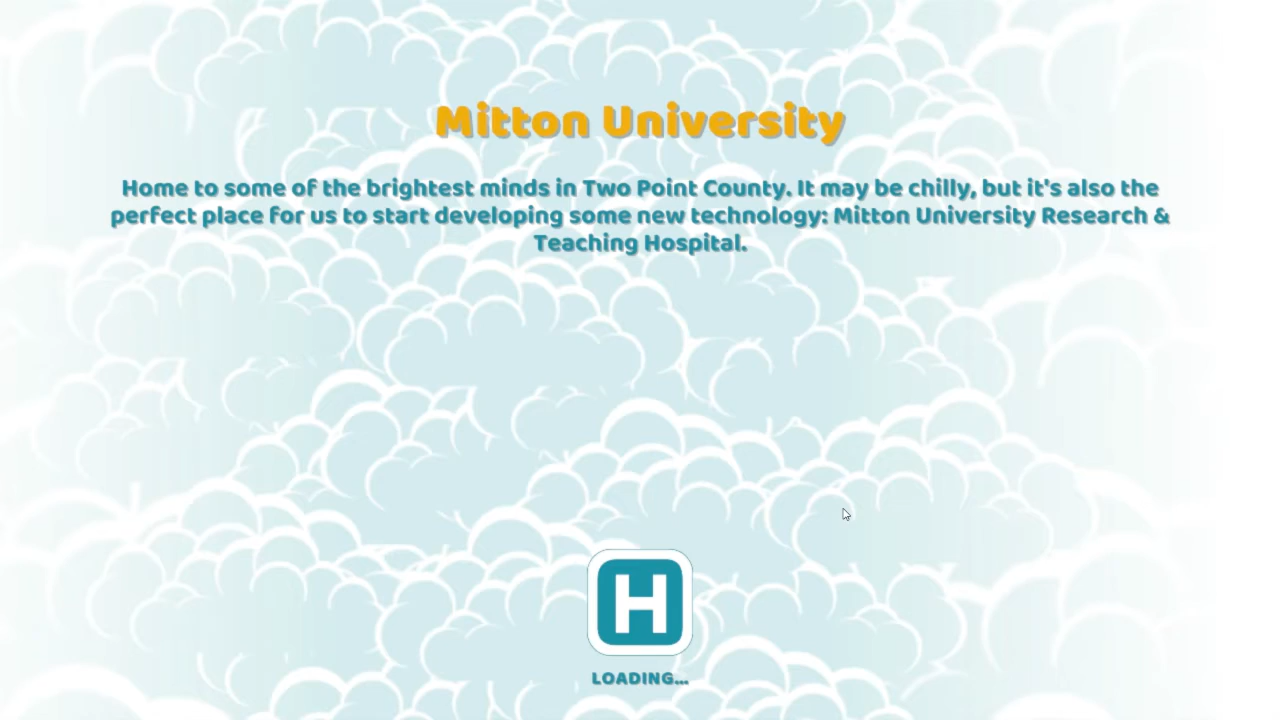 Mitton University
Home to some of the brightest minds in Two Point County. It may be chilly, but it's also the
perfect place for us to start developing some new technology: Mitton University Research &
Teaching Hospital.
H
LOADING...